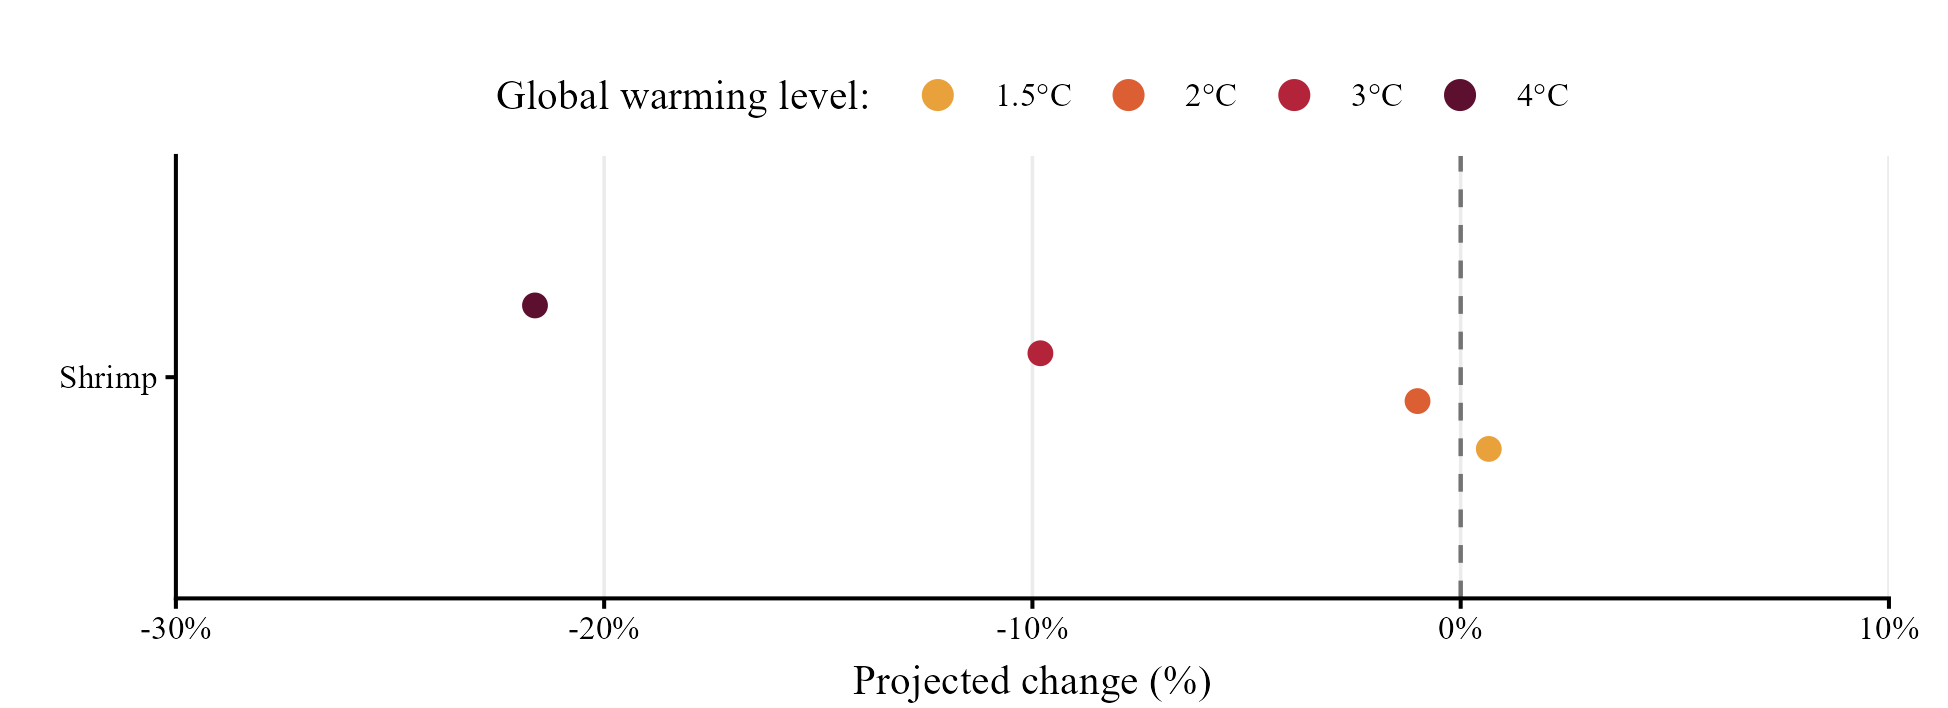 Global warming level: 1.5°C 2°C 3°C 4°C
Shrimp
-30% -20% -10% 0% 10%
Projected change (%)